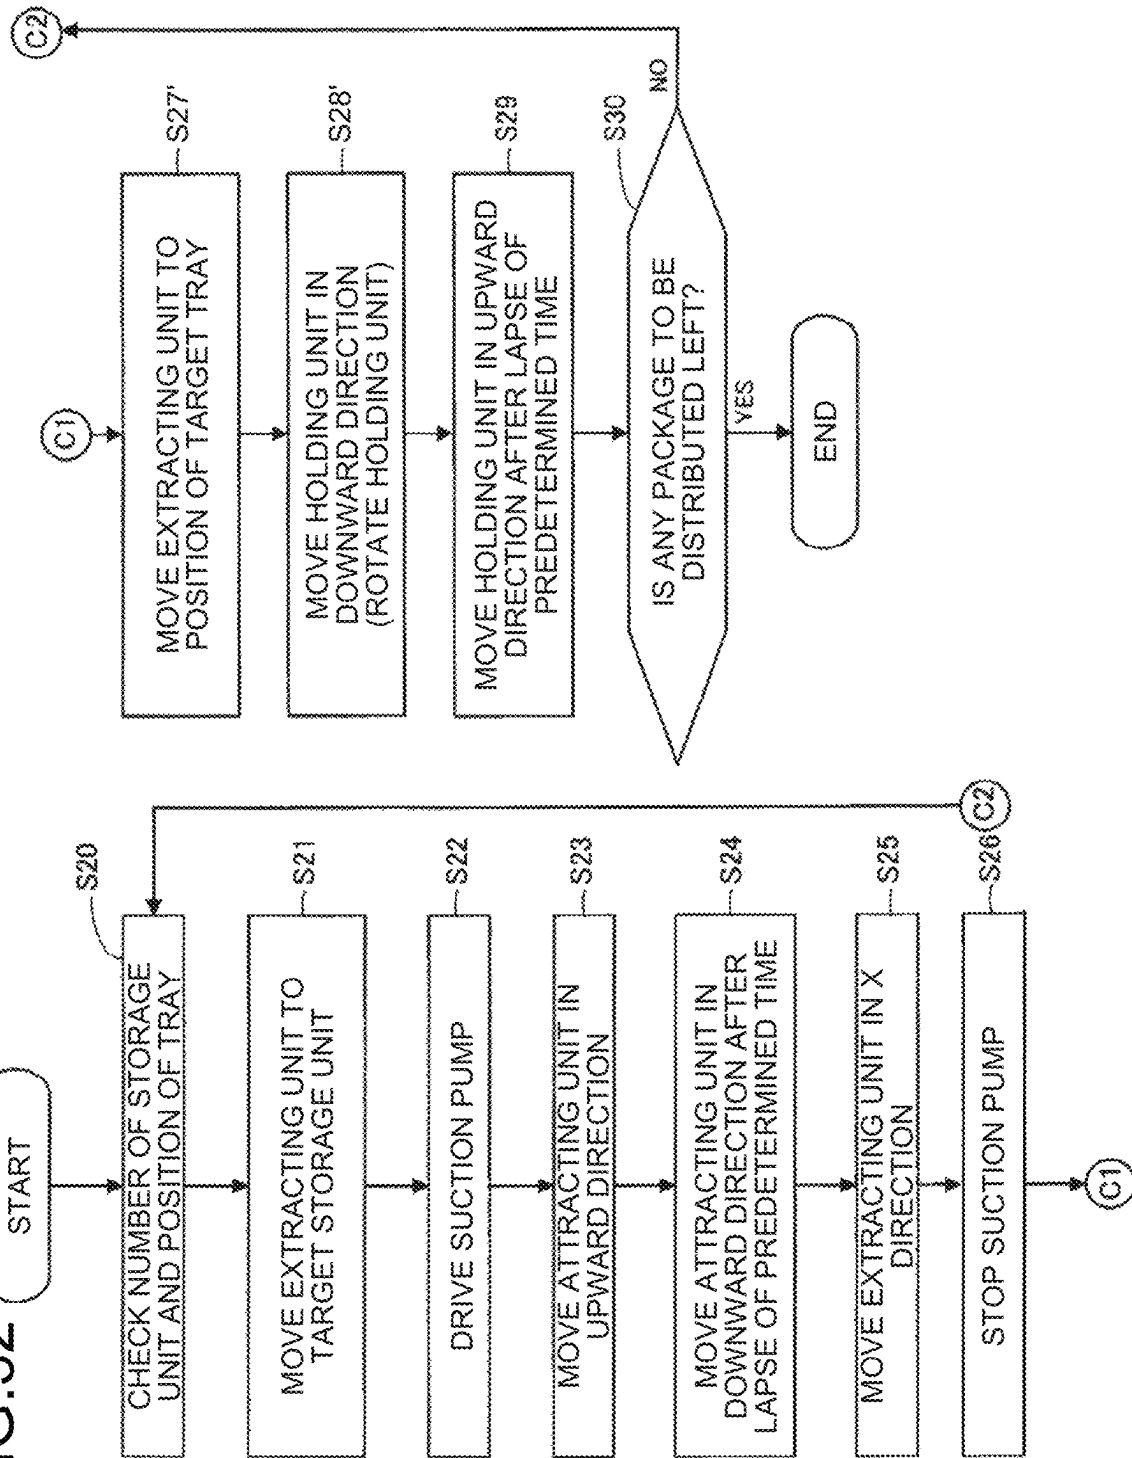 START
CHECK NUMBER OF STORAGE
UNIT AND POSITION OF TRAY
S20
MOVE EXTRACTING UNIT TO
TARGET STORAGE UNIT
S21
DRIVE SUCTION PUMP
S22
MOVE ATTRACTING UNIT IN
UPWARD DIRECTION
S23
MOVE ATTRACTING UNIT IN
DOWNWARD DIRECTION AFTER
LAPSE OF PREDETERMINED TIME
S24
MOVE EXTRACTING UNIT IN X
DIRECTION
S25
STOP SUCTION PUMP
S26
C2
C1
C1
MOVE EXTRACTING UNIT TO
POSITION OF TARGET TRAY
S27'
MOVE HOLDING UNIT IN
DOWNWARD DIRECTION
(ROTATE HOLDING UNIT)
S28'
MOVE HOLDING UNIT IN UPWARD
DIRECTION AFTER LAPSE OF
PREDETERMINED TIME
S29
IS ANY PACKAGE TO BE
DISTRIBUTED LEFT?
S30
NO
C2
YES
END